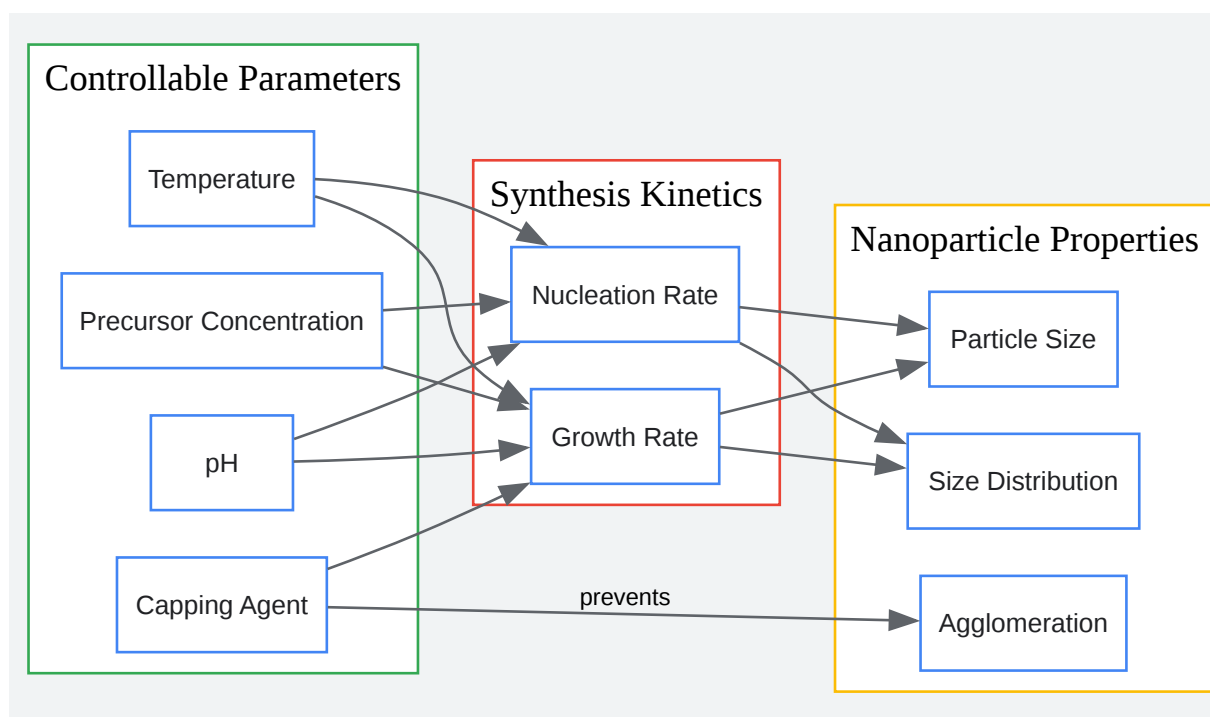 Controllable Parameters
Temperature
Precursor Concentration
pH
Capping Agent
Synthesis Kinetics
Nucleation Rate
Growth Rate
prevents
Nanoparticle Properties
Particle Size
Size Distribution
Agglomeration